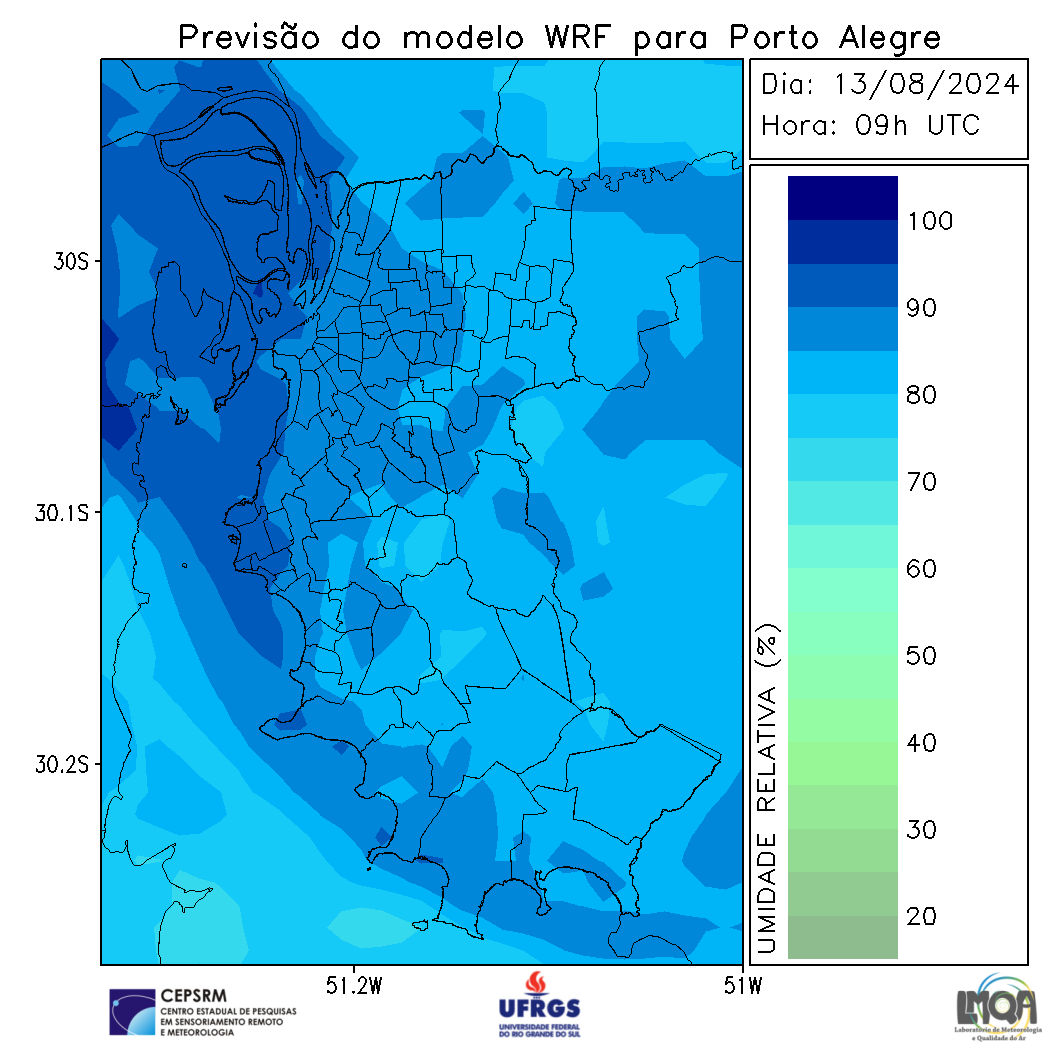 Previsão do modelo WRF para Porto Alegre
Dia: 13/08/2024
Hora: 09h UTC
30S
30.1S
30.2S
51.2W
51W
100
90
80
70
60
50
40
30
20
UMIDADE RELATIVA (%)
CEPSRM
CENTRO ESTADUAL DE PESQUISAS
EM SENSORIAMENTO REMOTO
E METEOROLOGIA
UFRGS
UNIVERSIDADE FEDERAL
DO RIO GRANDE DO SUL
LMQA
Laboratório de Meteorologia
e Qualidade do Ar